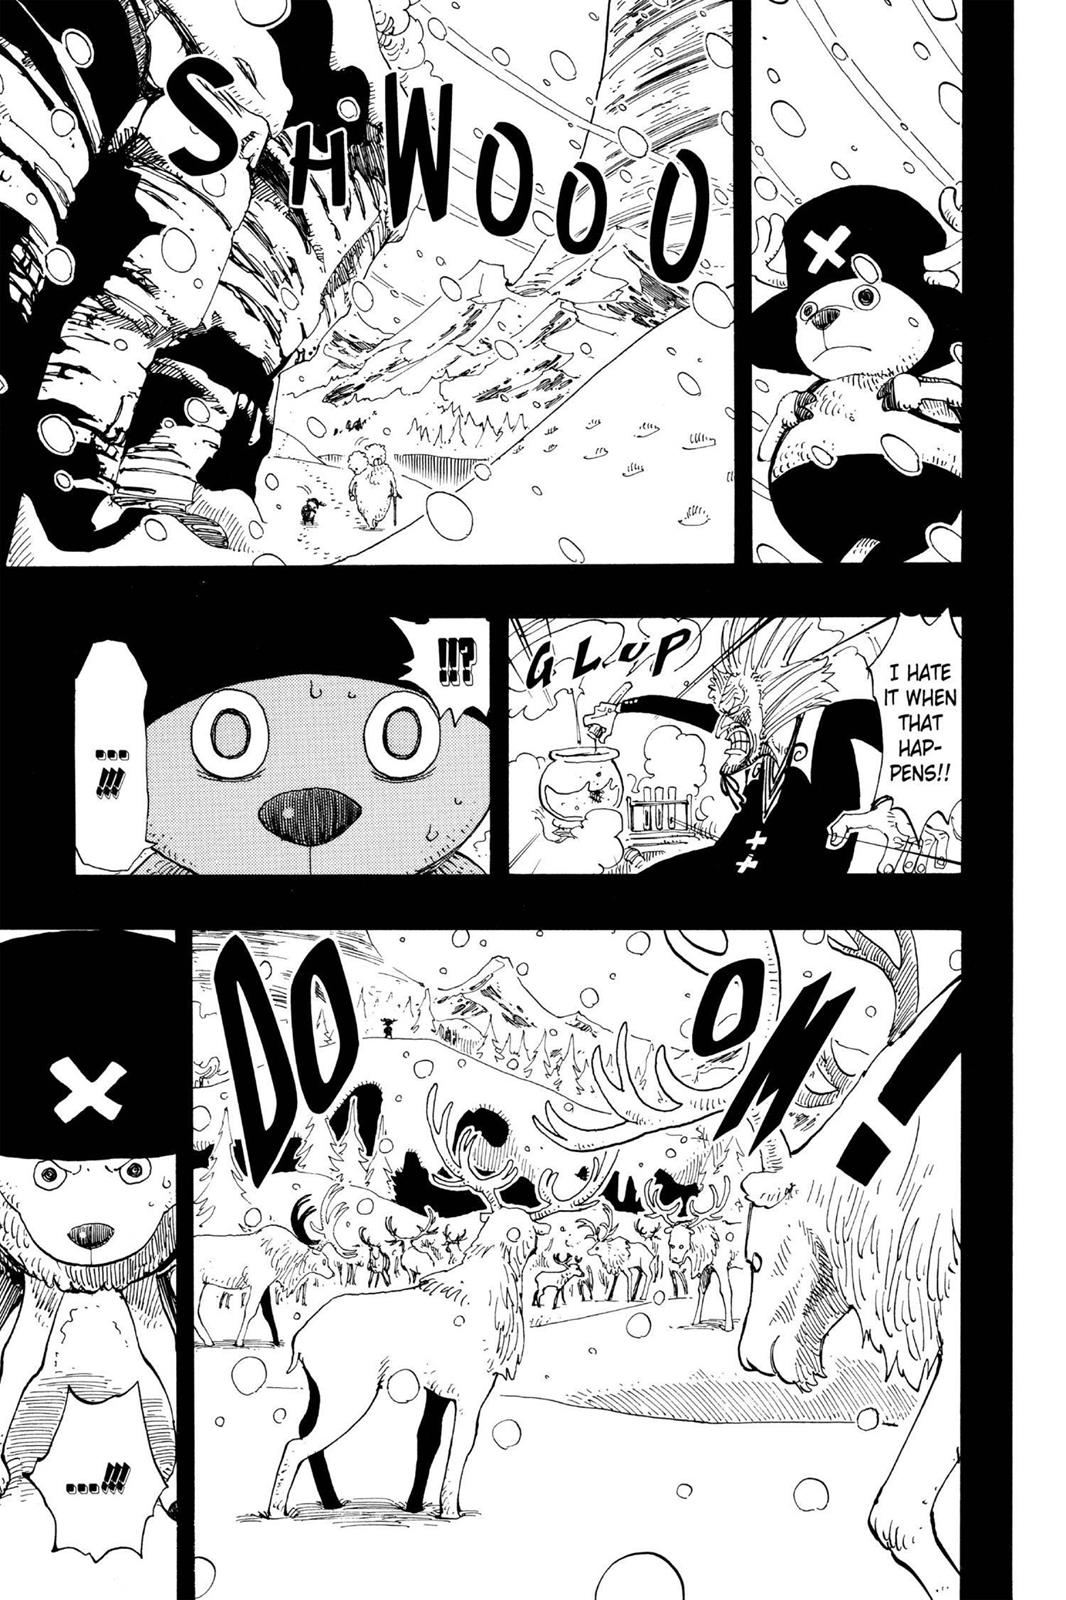 SHWOOO
I HATE
IT WHEN
THAT
HAP-
PENS!!
GLUP
!!?
...!!!
DOOM!
...!!!